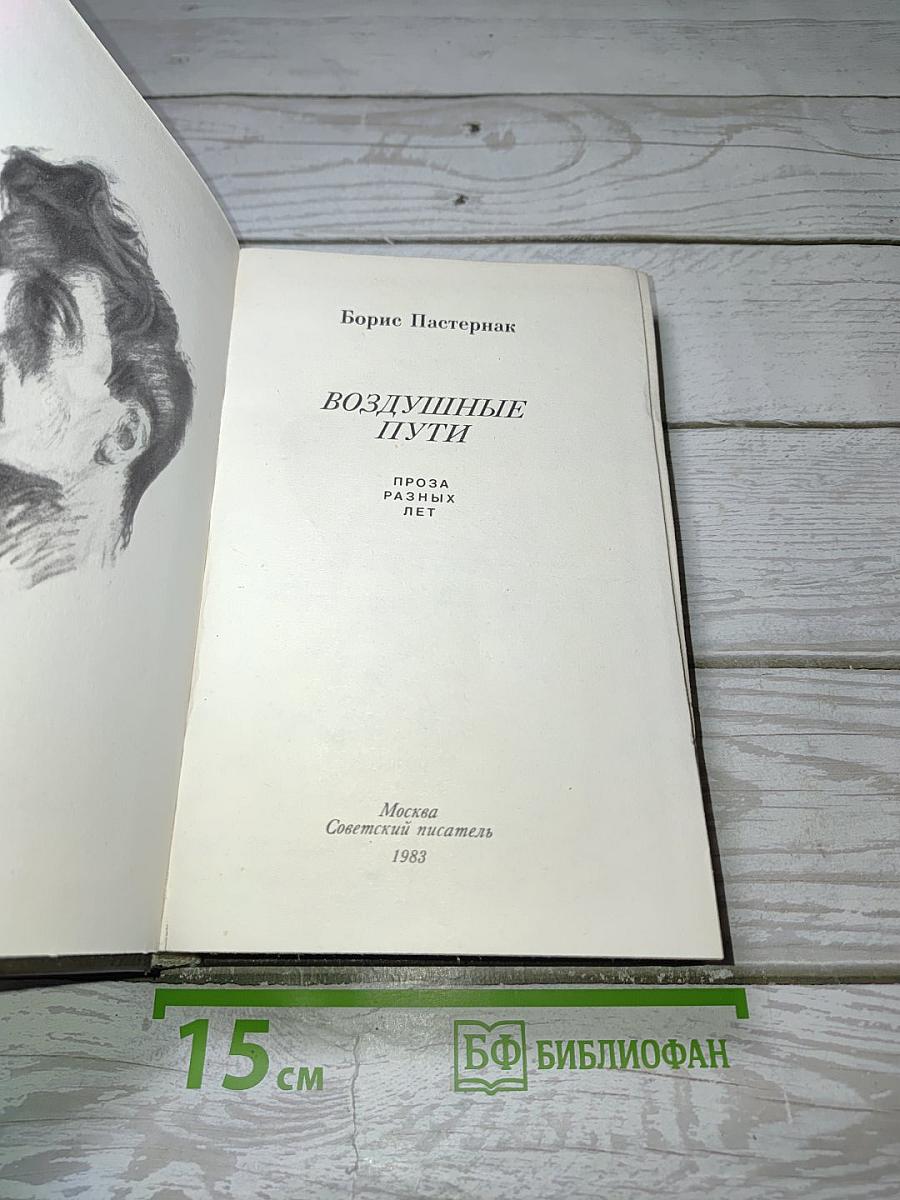 Борис Пастернак
ВОЗДУШНЫЕ
ПУТИ
ПРОЗА
РАЗНЫХ
ЛЕТ
Москва
Советский писатель
1983
15 см
БФ БИБЛИОФАН